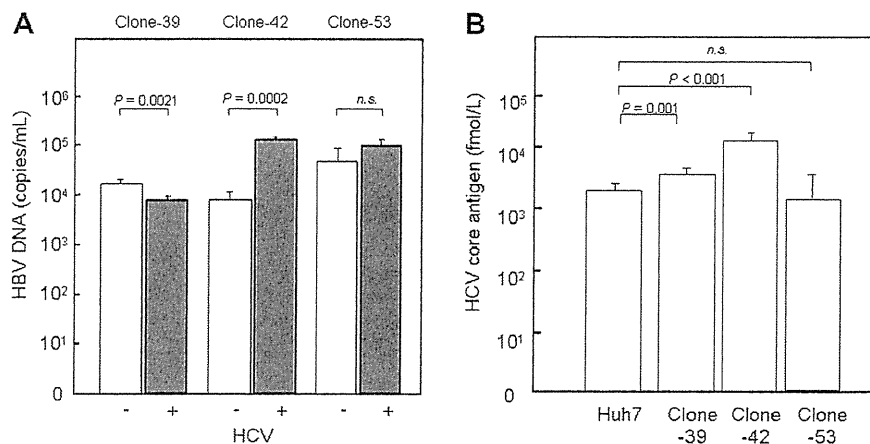 A
Clone-39 Clone-42 Clone-53
HBV DNA (copies/mL)
10⁶
10⁵
10⁴
10³
10²
10¹
0
P = 0.0021
P = 0.0002
n.s.
- + - + - +
HCV
B
HCV core antigen (fmol/L)
10⁵
10⁴
10³
10²
10¹
0
n.s.
P < 0.001
P = 0.001
Huh7 Clone Clone Clone
-39 -42 -53